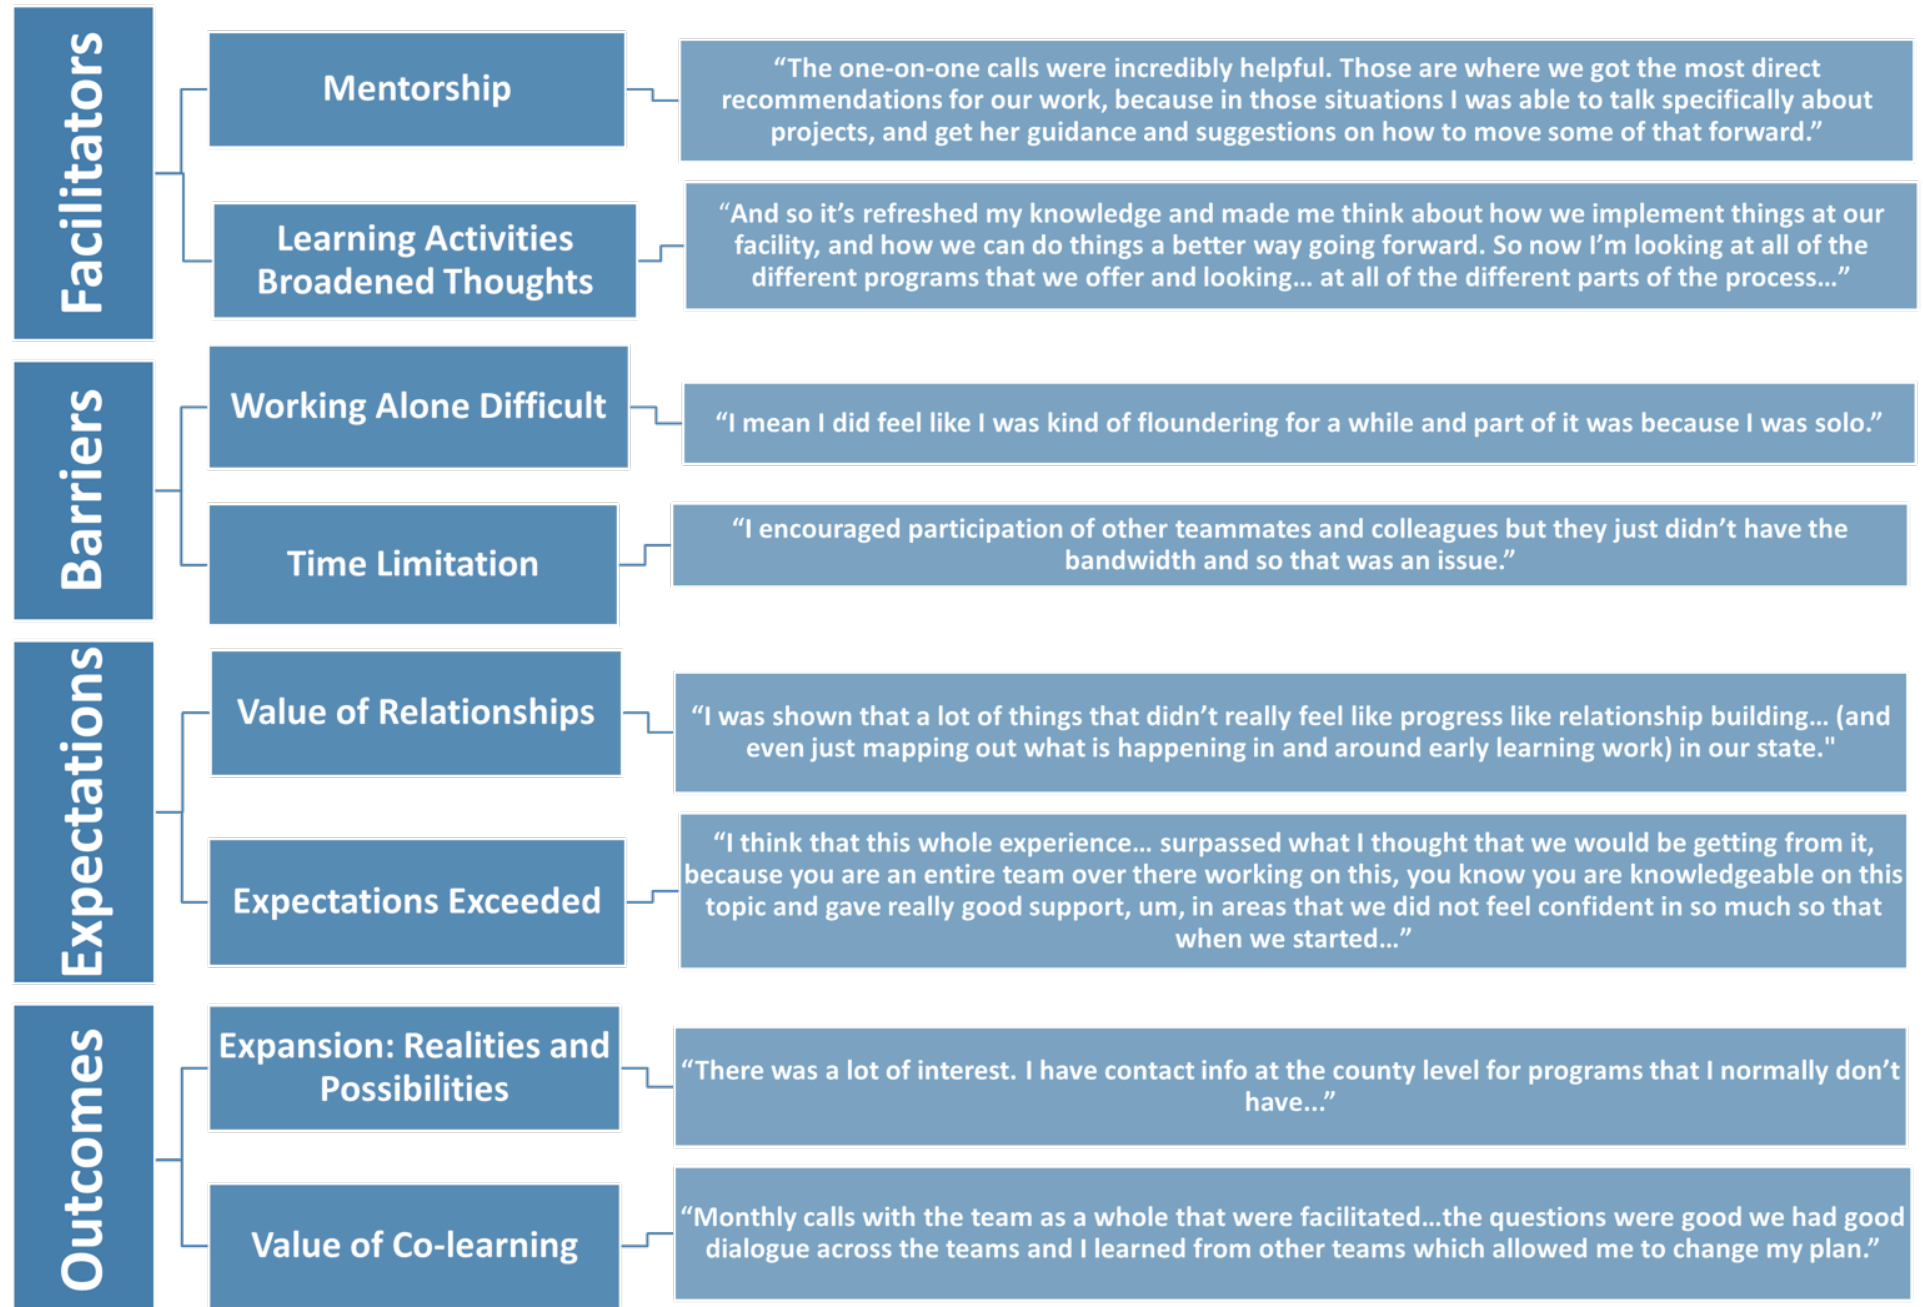 Facilitators
Mentorship
“The one-on-one calls were incredibly helpful. Those are where we got the most direct
recommendations for our work, because in those situations I was able to talk specifically about
projects, and get her guidance and suggestions on how to move some of that forward.”
Learning Activities
Broadened Thoughts
“And so it’s refreshed my knowledge and made me think about how we implement things at our
facility, and how we can do things a better way going forward. So now I’m looking at all of the
different programs that we offer and looking… at all of the different parts of the process…”
Barriers
Working Alone Difficult
“I mean I did feel like I was kind of floundering for a while and part of it was because I was solo.”
Time Limitation
“I encouraged participation of other teammates and colleagues but they just didn’t have the
bandwidth and so that was an issue.”
Expectations
Value of Relationships
“I was shown that a lot of things that didn’t really feel like progress like relationship building… (and
even just mapping out what is happening in and around early learning work) in our state."
Expectations Exceeded
“I think that this whole experience… surpassed what I thought that we would be getting from it,
because you are an entire team over there working on this, you know you are knowledgeable on this
topic and gave really good support, um, in areas that we did not feel confident in so much so that
when we started…”
Outcomes
Expansion: Realities and
Possibilities
“There was a lot of interest. I have contact info at the county level for programs that I normally don’t
have...”
Value of Co-learning
“Monthly calls with the team as a whole that were facilitated…the questions were good we had good
dialogue across the teams and I learned from other teams which allowed me to change my plan.”